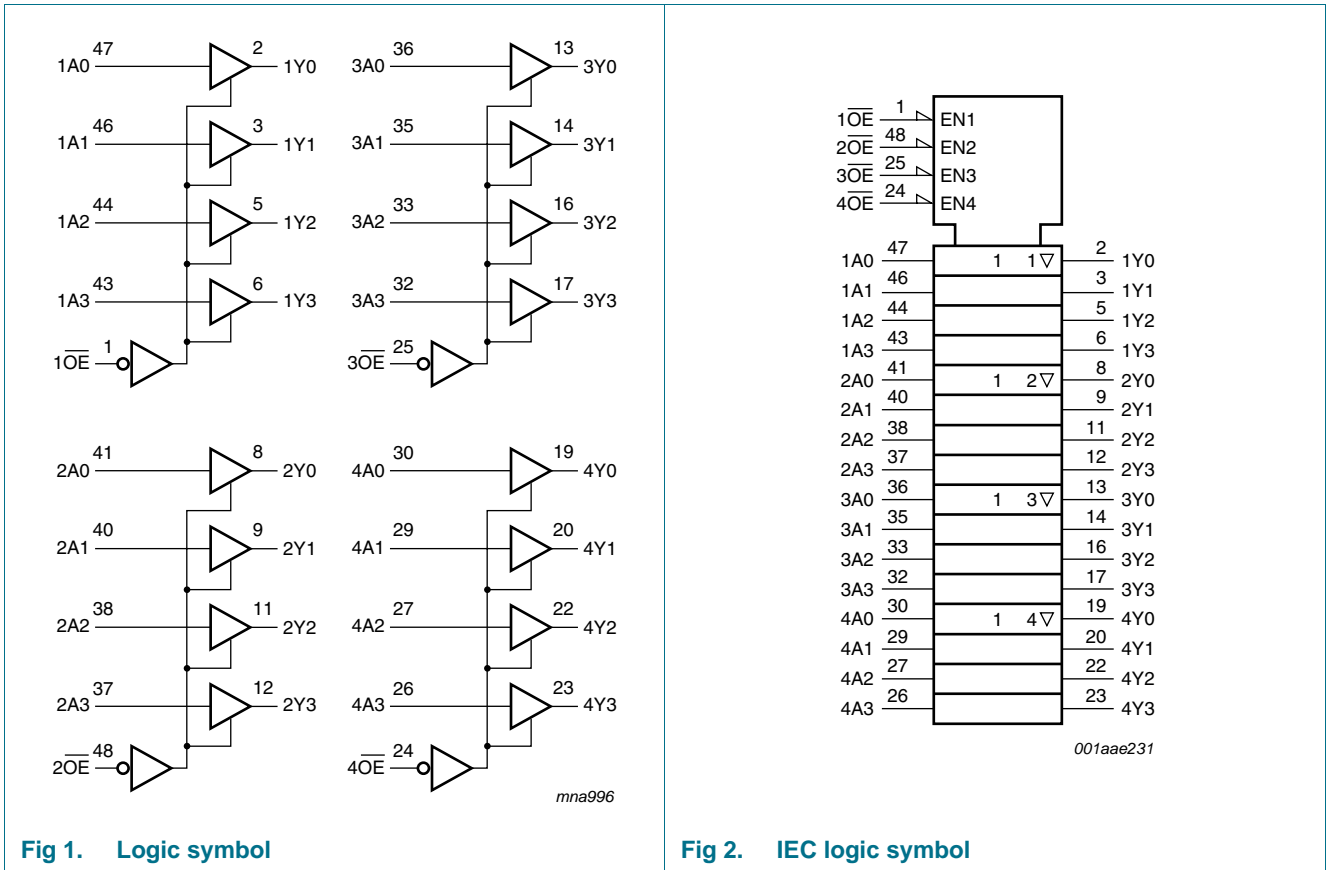 47 2
1A0 1Y0
46 3
1A1 1Y1
44 5
1A2 1Y2
43 6
1A3 1Y3
1
1O̅E̅
36 13
3A0 3Y0
35 14
3A1 3Y1
33 16
3A2 3Y2
32 17
3A3 3Y3
25
3O̅E̅
41 8
2A0 2Y0
40 9
2A1 2Y1
38 11
2A2 2Y2
37 12
2A3 2Y3
48
2O̅E̅
30 19
4A0 4Y0
29 20
4A1 4Y1
27 22
4A2 4Y2
26 23
4A3 4Y3
24
4O̅E̅
mna996
Fig 1. Logic symbol
1O̅E̅ 1 EN1
2O̅E̅ 48 EN2
3O̅E̅ 25 EN3
4O̅E̅ 24 EN4
1A0 47 1 1▽ 2 1Y0
1A1 46 3 1Y1
1A2 44 5 1Y2
1A3 43 6 1Y3
2A0 41 1 2▽ 8 2Y0
2A1 40 9 2Y1
2A2 38 11 2Y2
2A3 37 12 2Y3
3A0 36 1 3▽ 13 3Y0
3A1 35 14 3Y1
3A2 33 16 3Y2
3A3 32 17 3Y3
4A0 30 1 4▽ 19 4Y0
4A1 29 20 4Y1
4A2 27 22 4Y2
4A3 26 23 4Y3
001aae231
Fig 2. IEC logic symbol